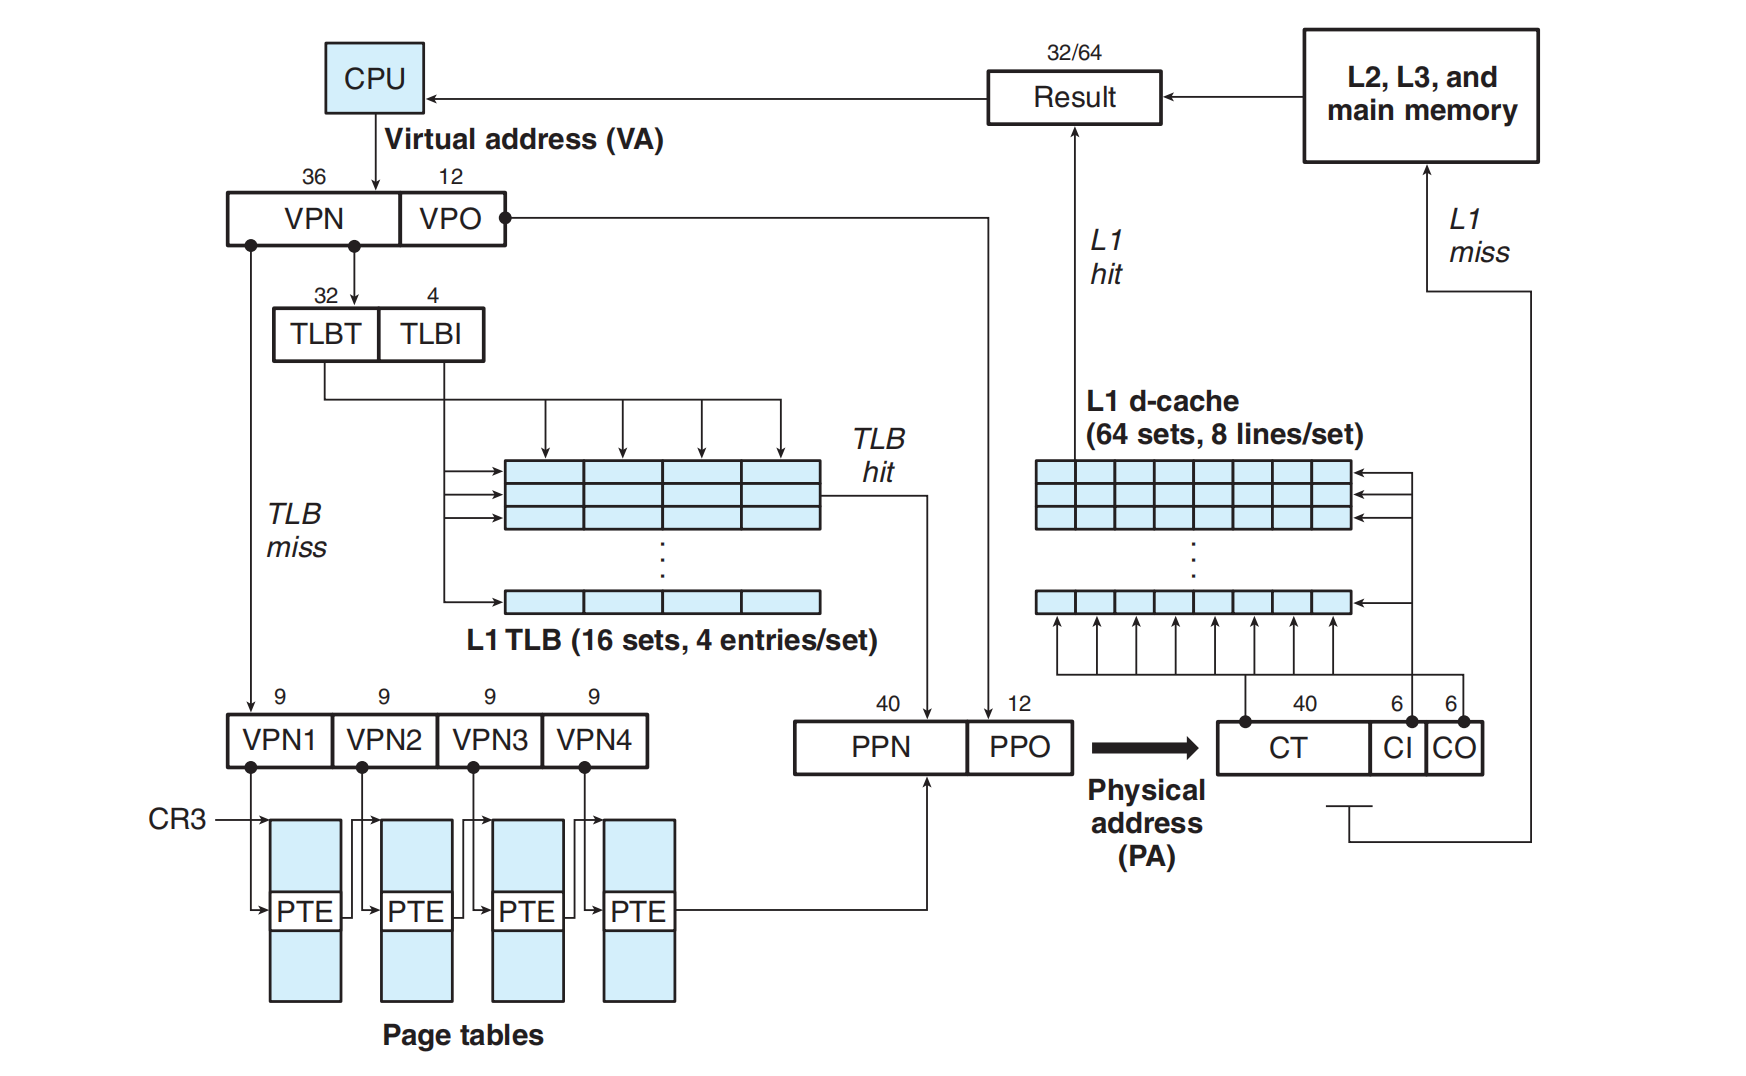 CPU
32/64
Result
L2, L3, and
main memory
Virtual address (VA)
36 12
VPN VPO
L1
hit
L1
miss
32 4
TLBT TLBI
TLB
hit
L1 d-cache
(64 sets, 8 lines/set)
TLB
miss
L1 TLB (16 sets, 4 entries/set)
9 9 9 9
VPN1 VPN2 VPN3 VPN4
40 12
PPN PPO
40 6 6
CT CI CO
Physical
address
(PA)
CR3
PTE PTE PTE PTE
Page tables